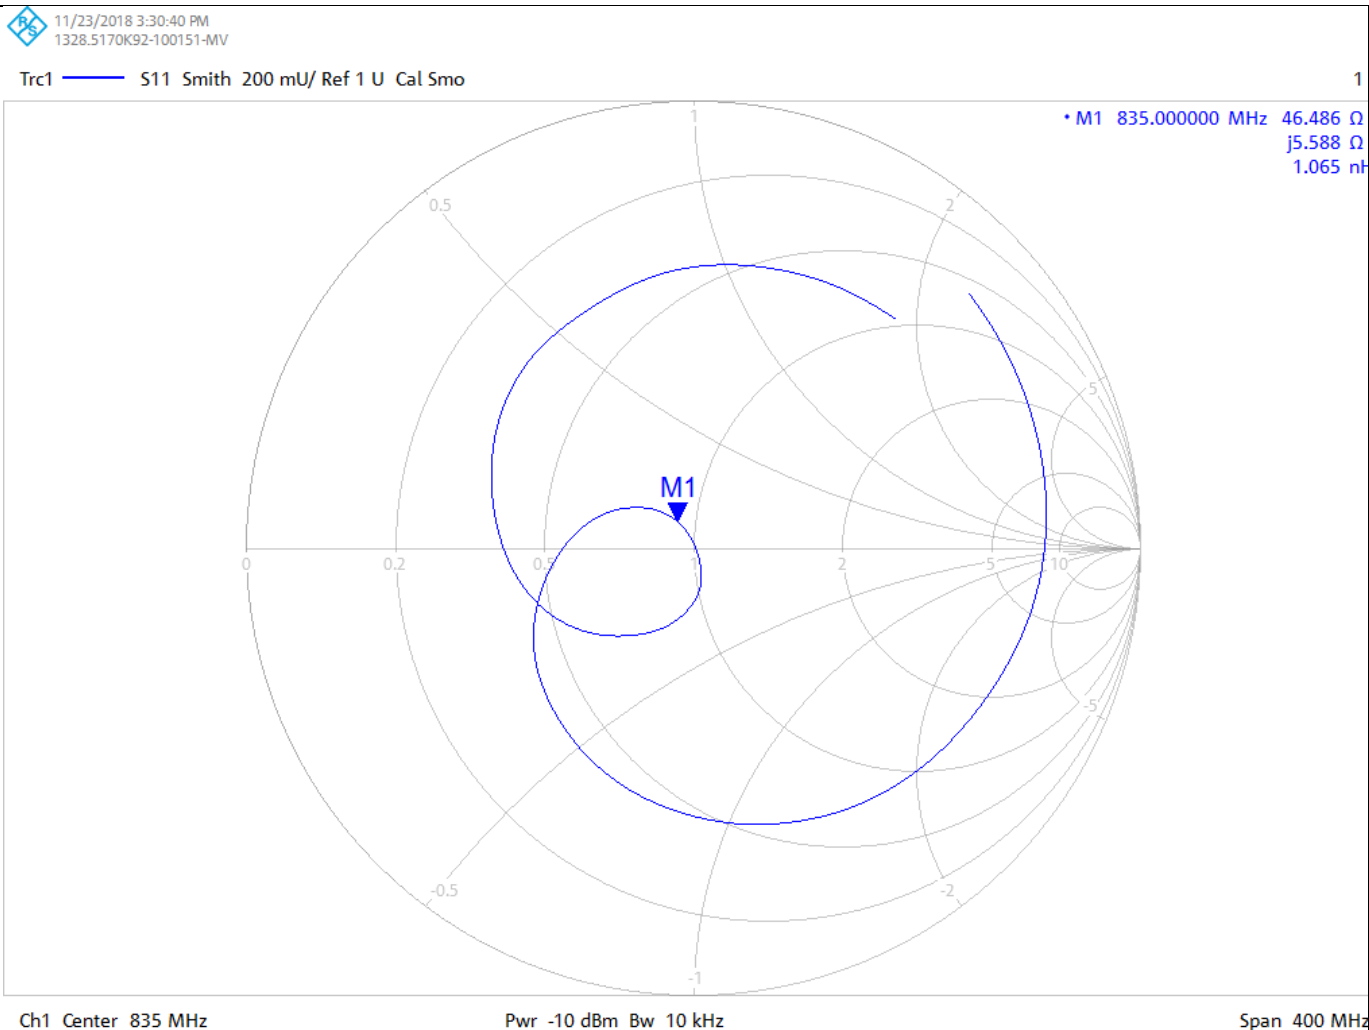 R&S
11/23/2018 3:30:40 PM
1328.5170K92-100151-MV
Trc1 S11 Smith 200 mU/ Ref 1 U Cal Smo
1
• M1 835.000000 MHz 46.486 Ω
j5.588 Ω
1.065 nH
1
0.5
2
5
M1
0
0.2
0.5
1
2
5
10
-5
-0.5
-2
-1
Ch1 Center 835 MHz
Pwr -10 dBm Bw 10 kHz
Span 400 MHz